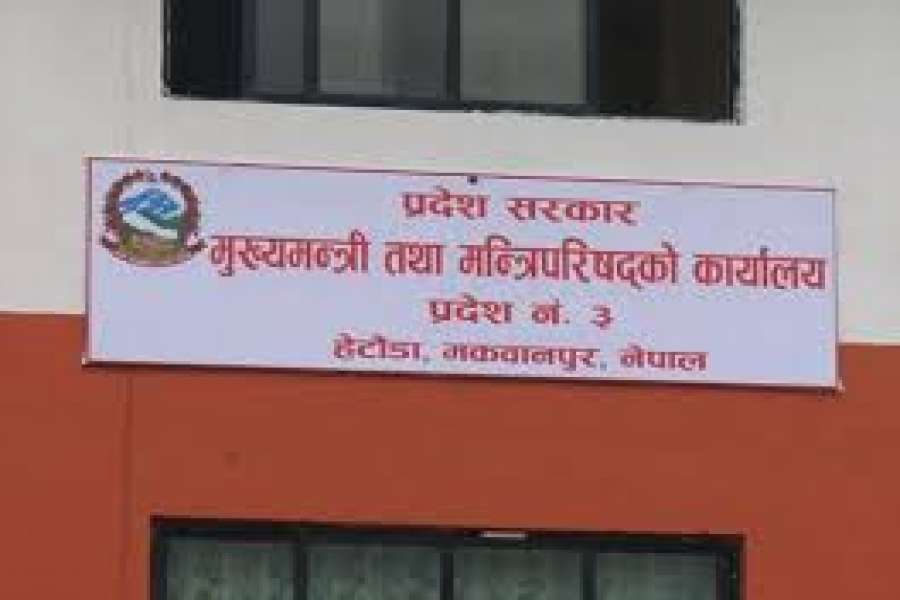 प्रदेश सरकार
मुख्यमन्त्री तथा मन्त्रिपरिषद्को कार्यालय
प्रदेश नं. ३
हेटौडा, मकवानपुर, नेपाल